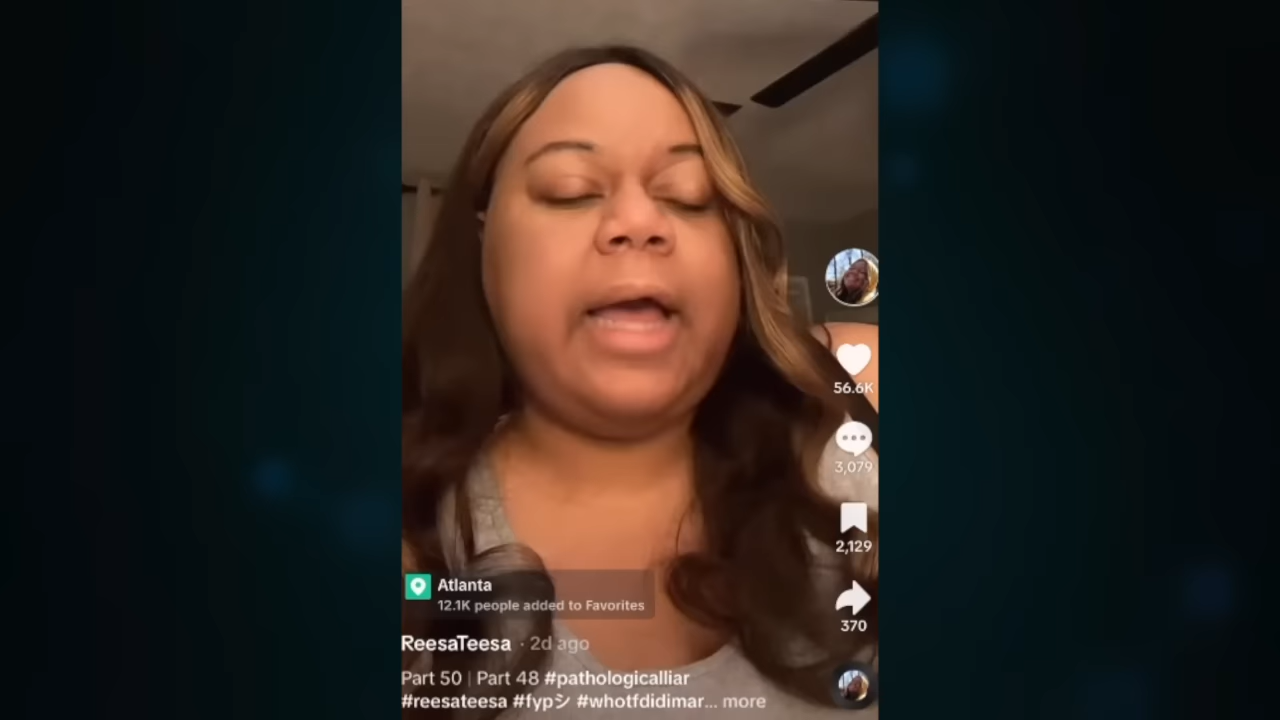 56.6K
3,079
2,129
370
Atlanta
12.1K people added to Favorites
ReesaTeesa · 2d ago
Part 50 | Part 48 #pathologicalliar
#reesateesa #fypシ #whotfdidimar... more